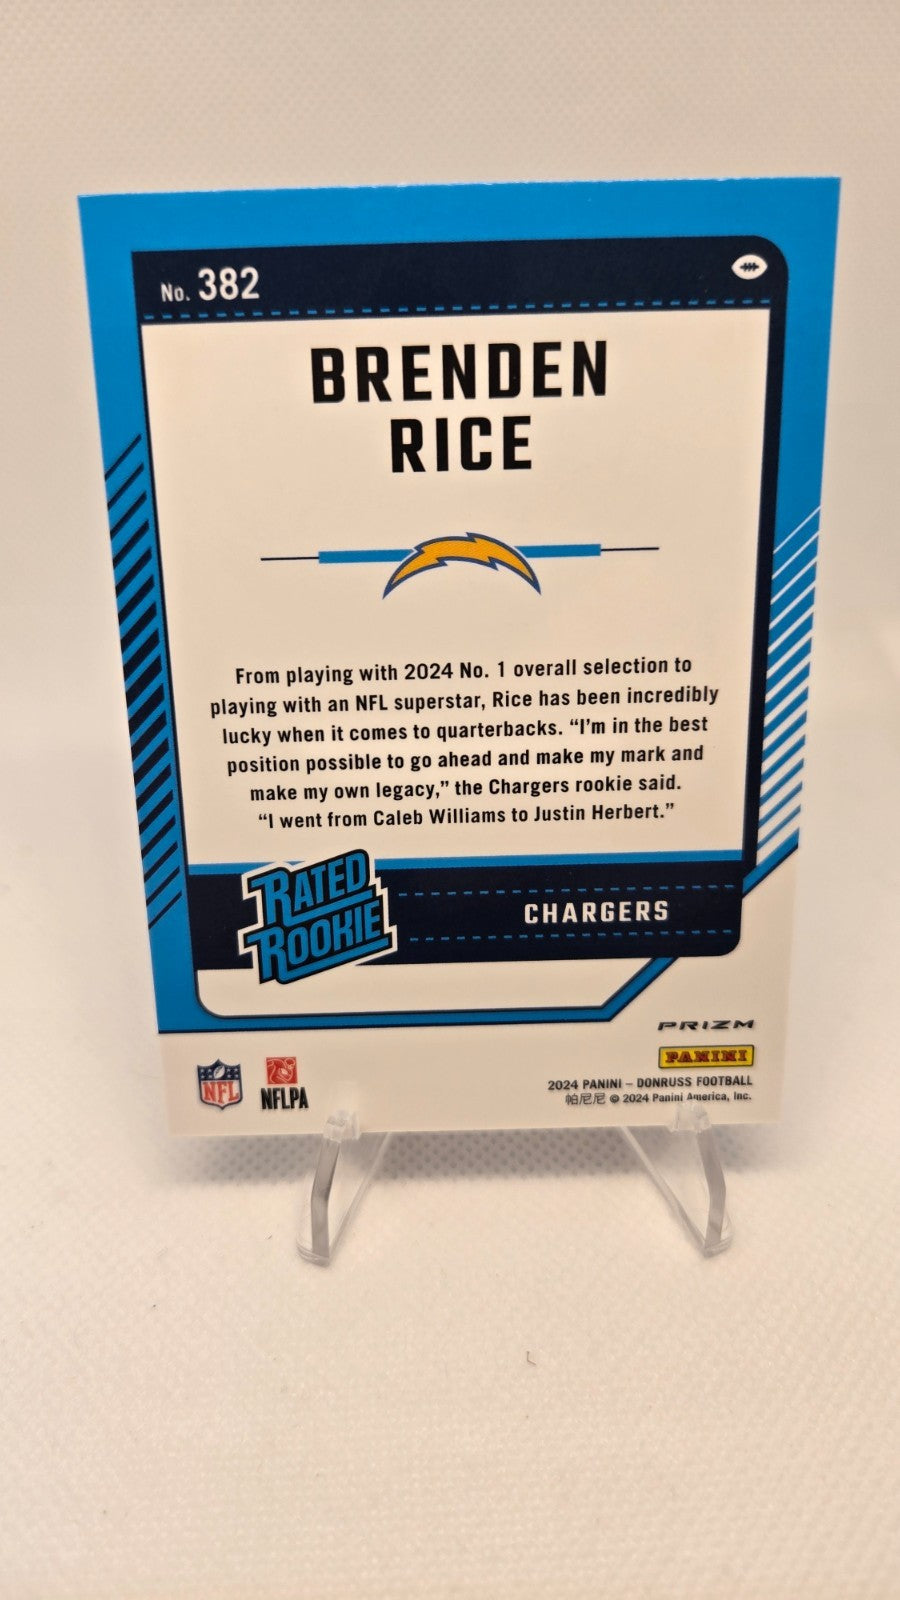 No. 382
BRENDEN
RICE
From playing with 2024 No. 1 overall selection to
playing with an NFL superstar, Rice has been incredibly
lucky when it comes to quarterbacks. “I’m in the best
position possible to go ahead and make my mark and
make my own legacy,” the Chargers rookie said.
“I went from Caleb Williams to Justin Herbert.”
RATED
ROOKIE
CHARGERS
PRIZM
PANINI
NFL
NFLPA
2024 PANINI – DONRUSS FOOTBALL
帕尼尼 © 2024 Panini America, Inc.